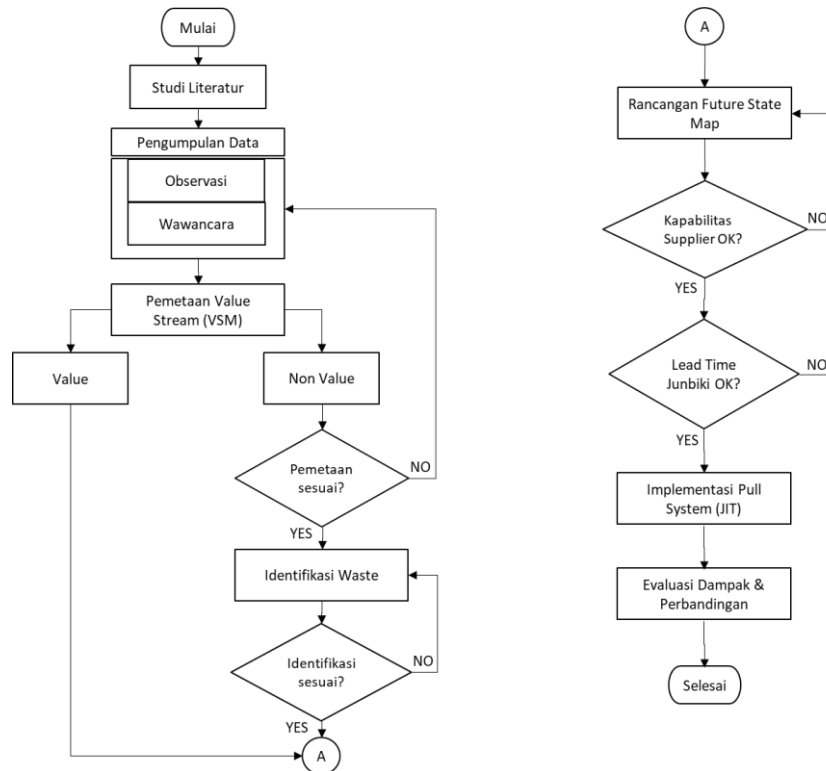 Mulai
Studi Literatur
Pengumpulan Data
Observasi
Wawancara
Pemetaan Value
Stream (VSM)
Value
Non Value
Pemetaan
sesuai?
NO
YES
Identifikasi Waste
Identifikasi
sesuai?
NO
YES
A
A
Rancangan Future State
Map
Kapabilitas
Supplier OK?
NO
YES
Lead Time
Junbiki OK?
NO
YES
Implementasi Pull
System (JIT)
Evaluasi Dampak &
Perbandingan
Selesai